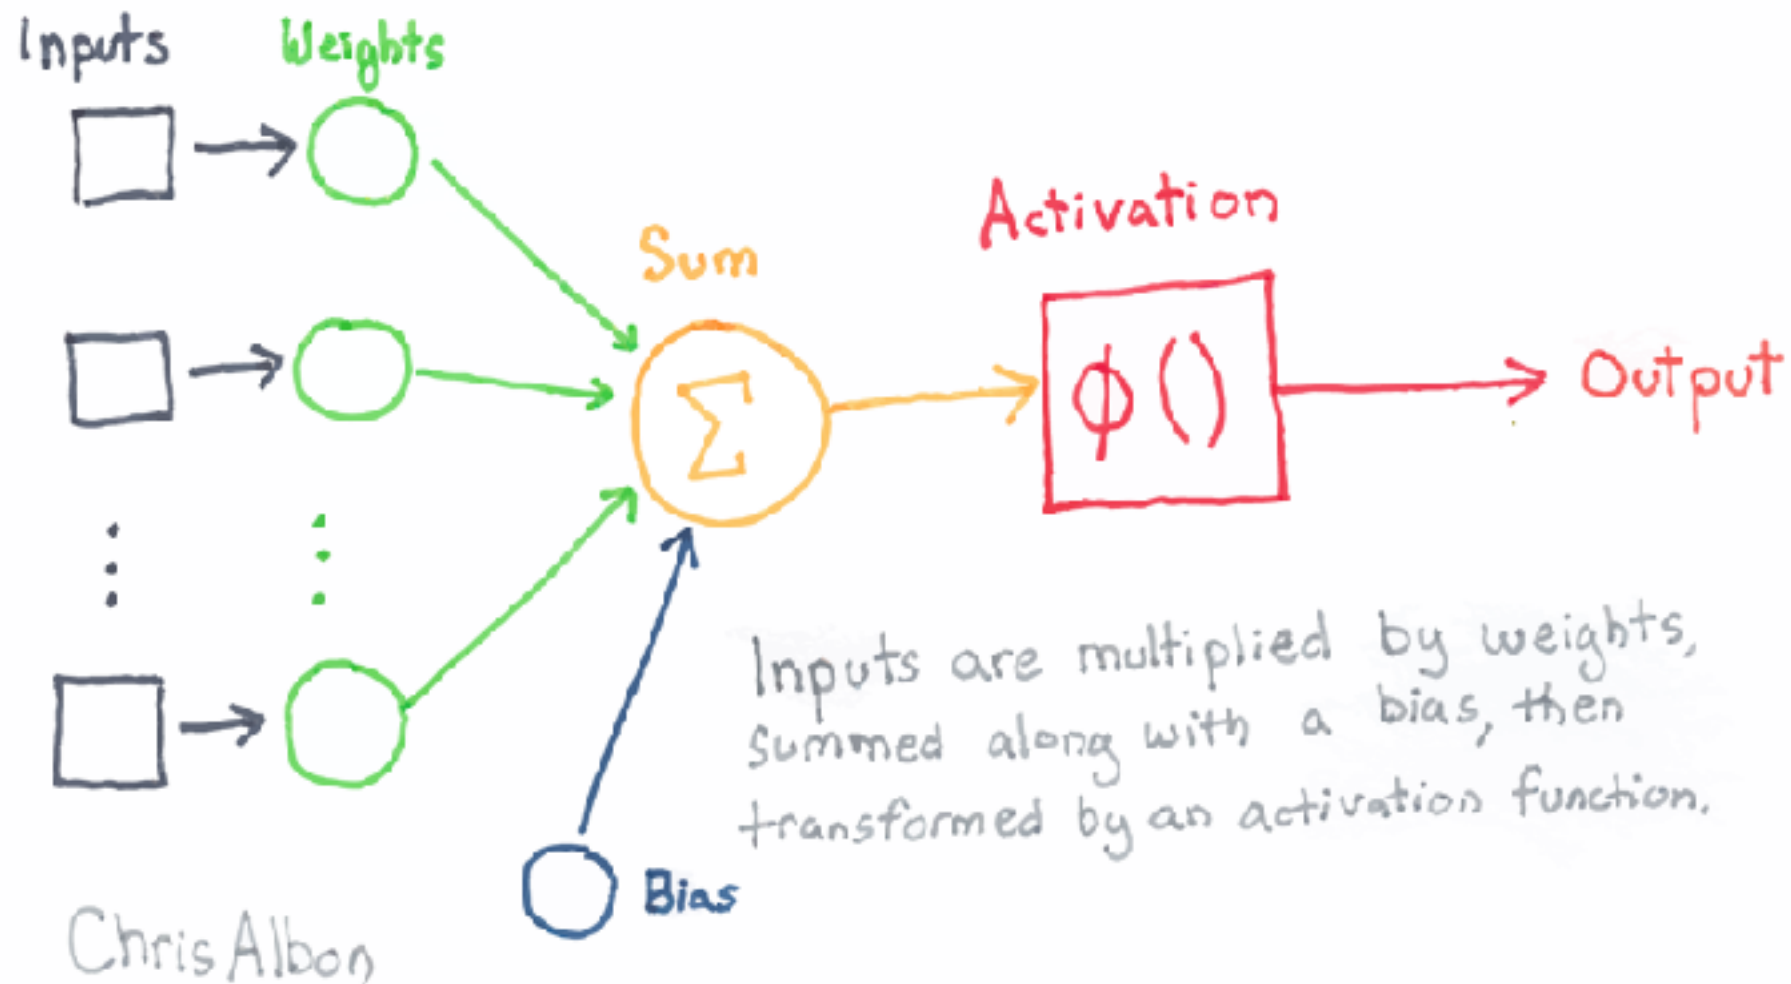 Inputs
Weights
Sum
Activation
Σ
ϕ ()
Output
Inputs are multiplied by weights,
summed along with a bias, then
transformed by an activation function.
Bias
Chris Albon